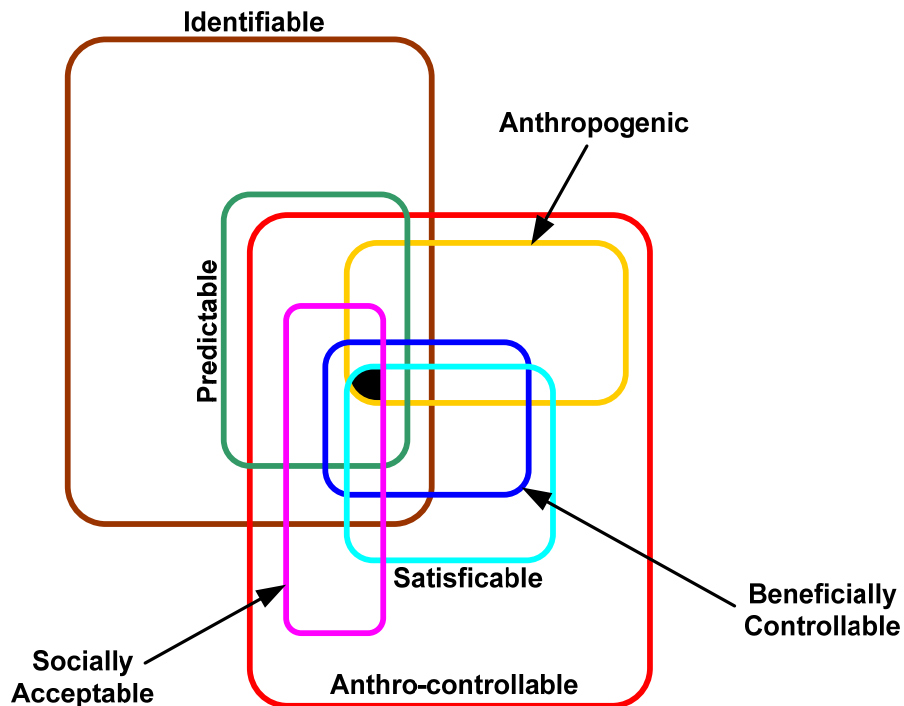 Identifiable
Anthropogenic
Predictable
Satisficable
Beneficially
Controllable
Socially
Acceptable
Anthro-controllable